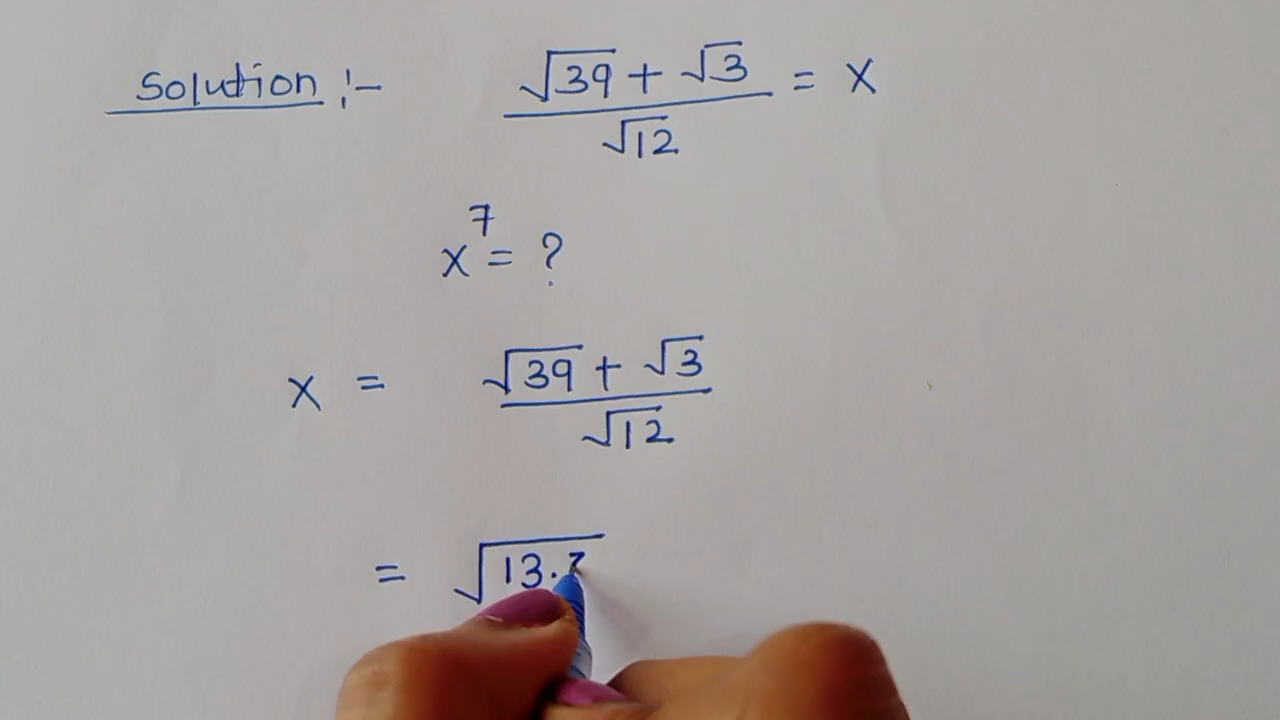 Solution :- (√39 + √3)/√12 = x
x^7 = ?
x = (√39 + √3)/√12
= √13.